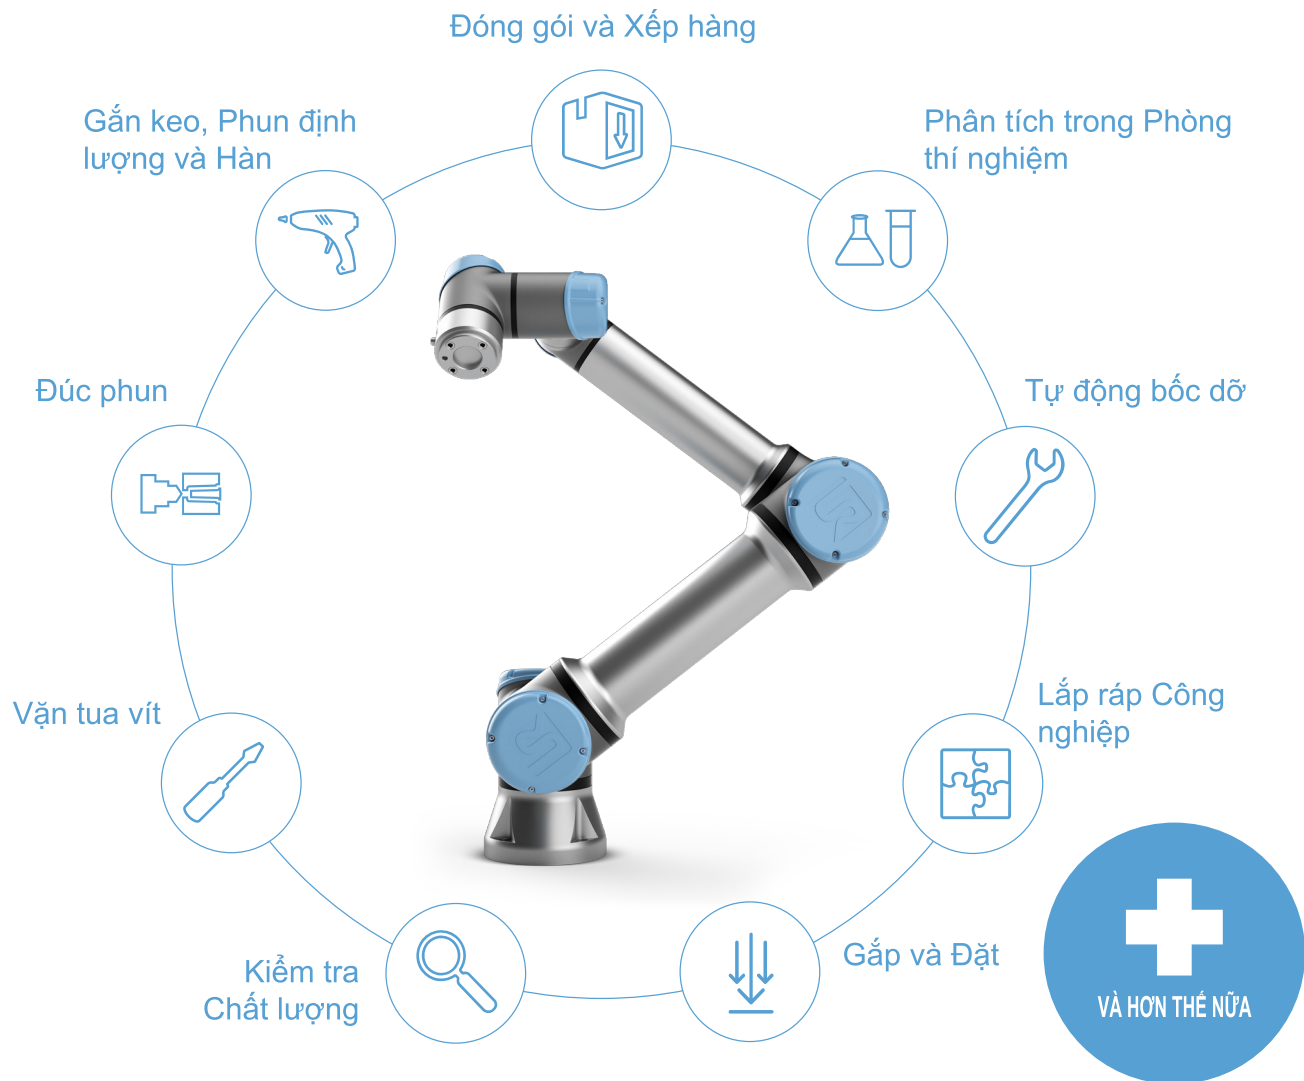 Đóng gói và Xếp hàng
Gắn keo, Phun định
lượng và Hàn
Phân tích trong Phòng
thí nghiệm
Đúc phun
Tự động bốc dỡ
Vặn tua vít
Lắp ráp Công
nghiệp
Kiểm tra
Chất lượng
Gắp và Đặt
VÀ HƠN THẾ NỮA
UR
UR